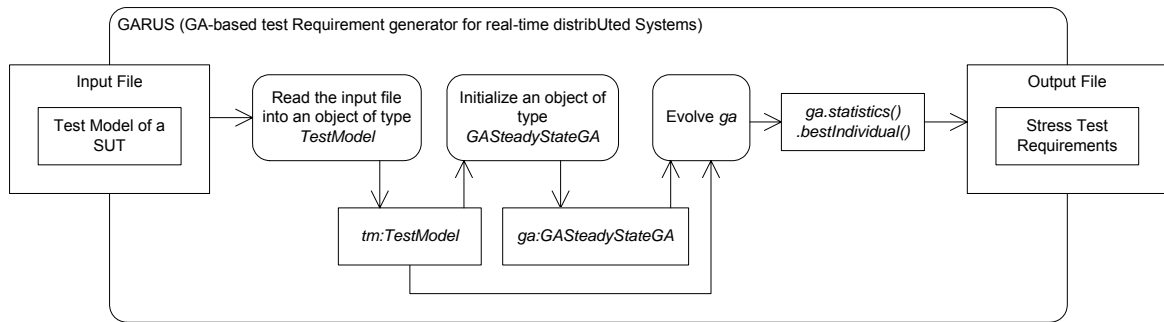 GARUS (GA-based test Requirement generator for real-time distribUted Systems)
Input File
Test Model of a
SUT
Read the input file
into an object of type
TestModel
Initialize an object of
type
GASteadyStateGA
Evolve ga
ga.statistics()
.bestIndividual()
Output File
Stress Test
Requirements
tm:TestModel
ga:GASteadyStateGA